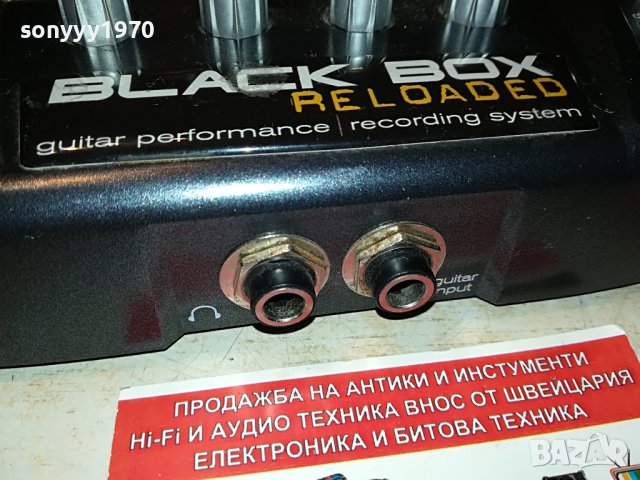 sonyyy1970
BLACK BOX
RELOADED
guitar performance | recording system
guitar
input
ПРОДАЖБА НА АНТИКИ И ИНСТУМЕНТИ
Hi-Fi И АУДИО ТЕХНИКА ВНОС ОТ ШВЕЙЦАРИЯ
ЕЛЕКТРОНИКА И БИТОВА ТЕХНИКА
BAZAR